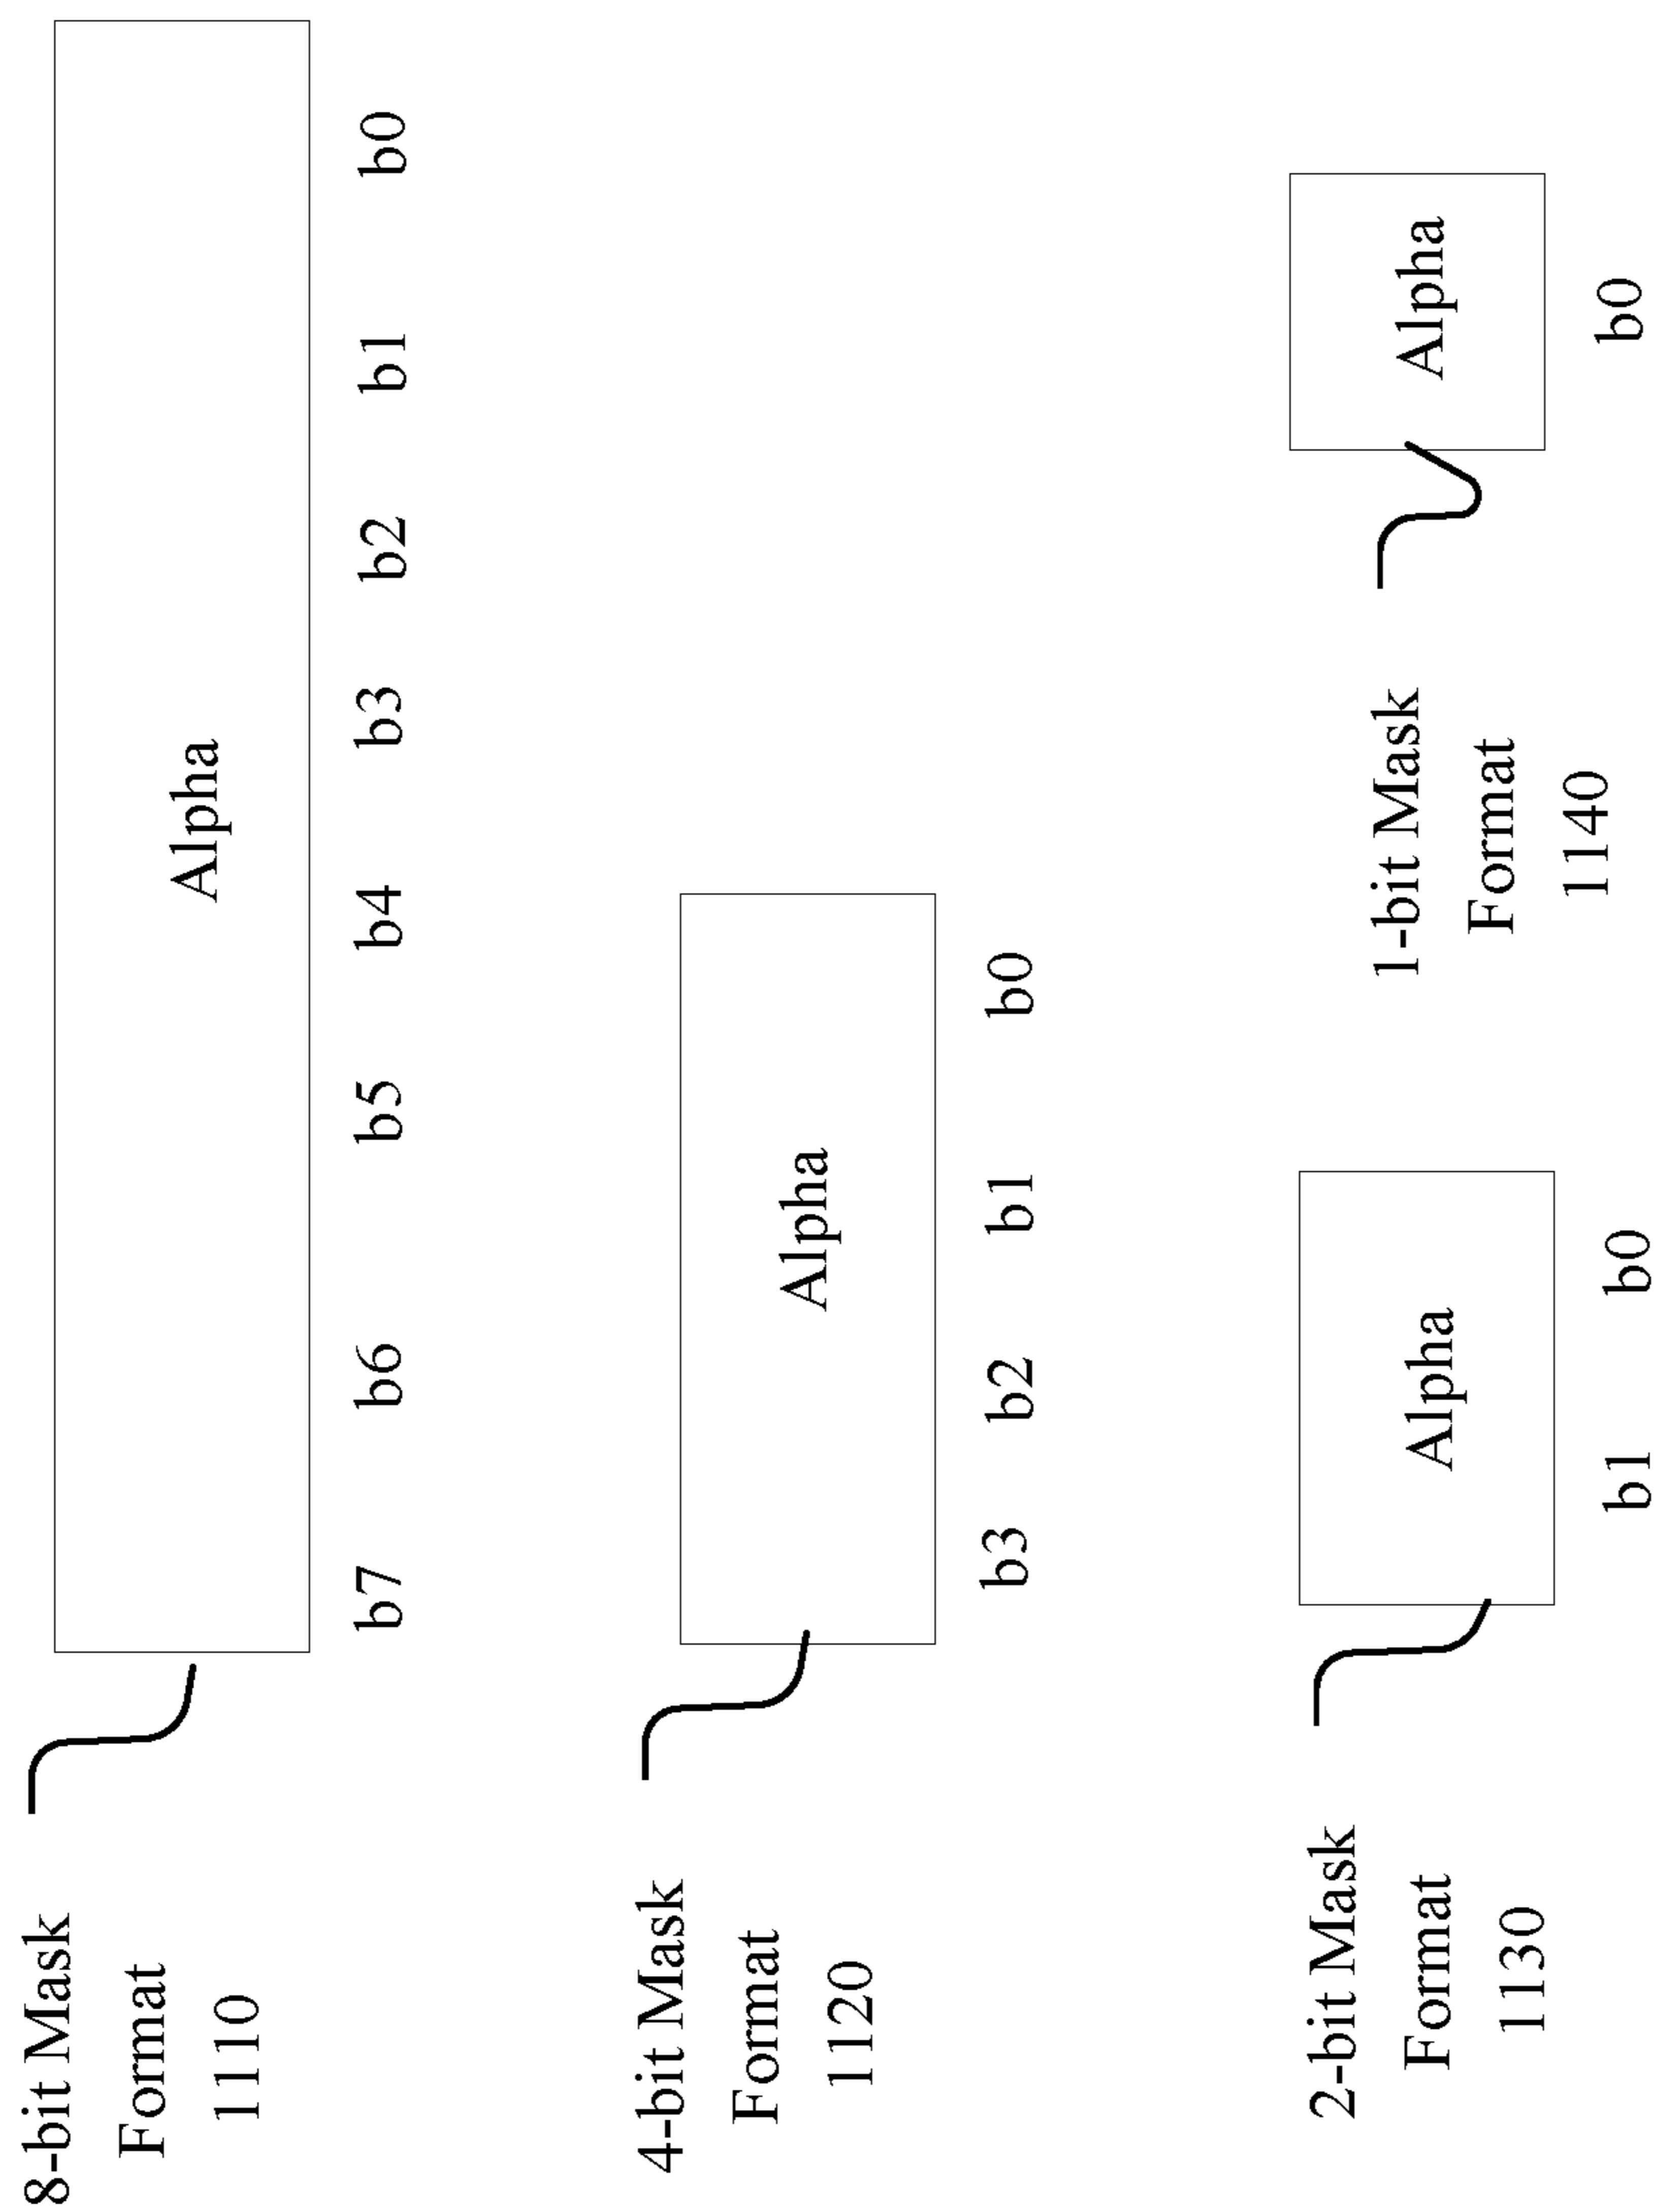 8-bit Mask
Format
1110
Alpha
b7 b6 b5 b4 b3 b2 b1 b0
4-bit Mask
Format
1120
Alpha
b3 b2 b1 b0
2-bit Mask
Format
1130
Alpha
b1 b0
1-bit Mask
Format
1140
Alpha
b0